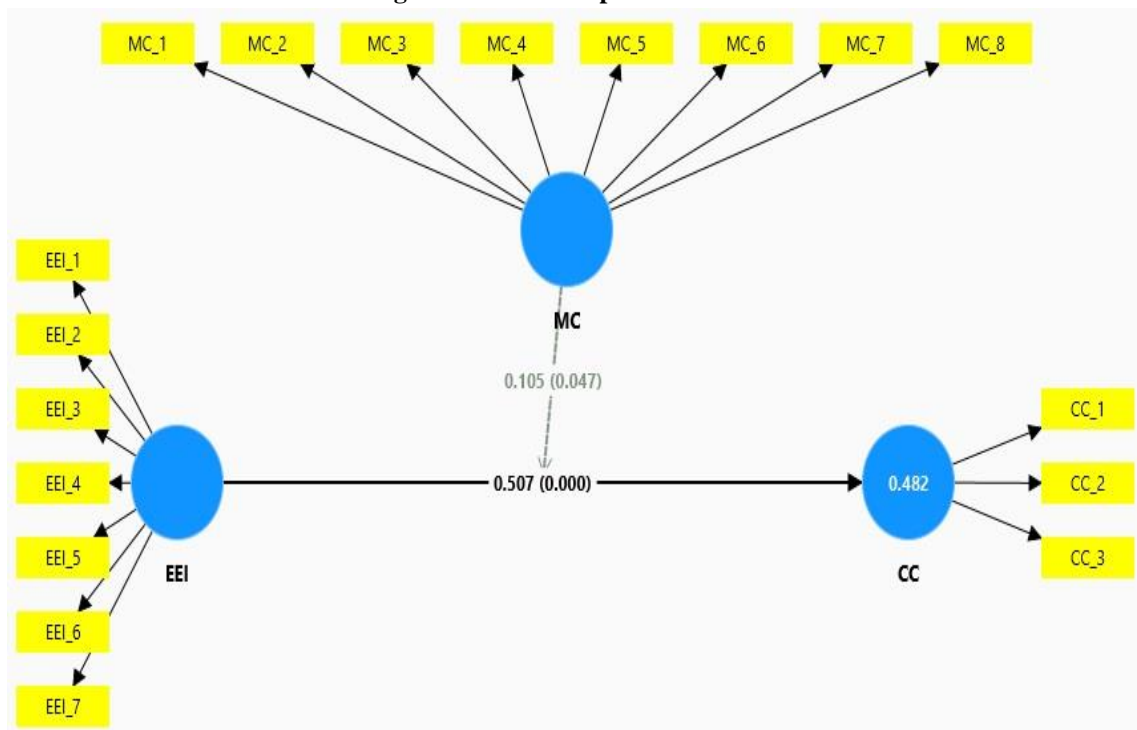 MC_1 MC_2 MC_3 MC_4 MC_5 MC_6 MC_7 MC_8
MC
0.105 (0.047)
EEI_1
EEI_2
EEI_3
EEI_4
EEI_5
EEI_6
EEI_7
EEI
0.507 (0.000)
0.482
CC
CC_1
CC_2
CC_3